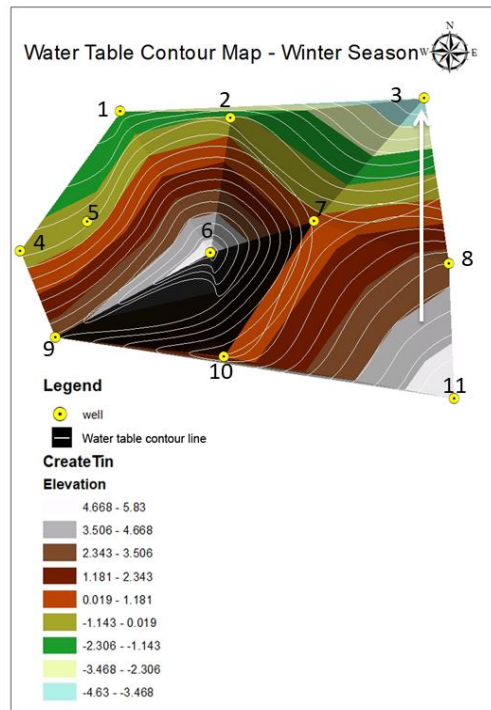 Water Table Contour Map - Winter Season
N
W
E
S
1
2
3
4
5
6
7
8
9
10
11
Legend
well
Water table contour line
CreateTin
Elevation
4.668 - 5.83
3.506 - 4.668
2.343 - 3.506
1.181 - 2.343
0.019 - 1.181
-1.143 - 0.019
-2.306 - -1.143
-3.468 - -2.306
-4.63 - -3.468